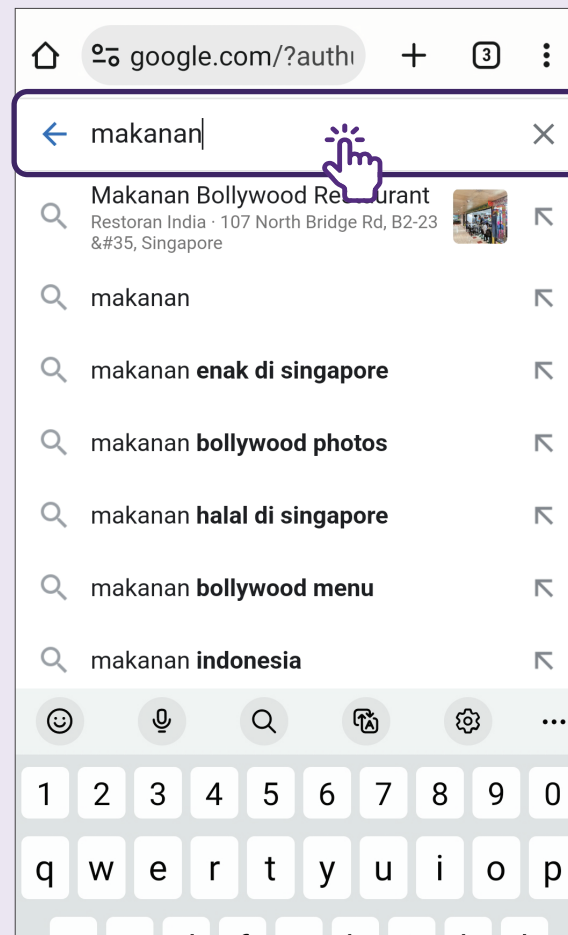 google.com/?authu
3
makanan
Makanan Bollywood Restaurant
Restoran India · 107 North Bridge Rd, B2-23
&#35, Singapore
makanan
makanan enak di singapore
makanan bollywood photos
makanan halal di singapore
makanan bollywood menu
makanan indonesia
1 2 3 4 5 6 7 8 9 0
q w e r t y u i o p